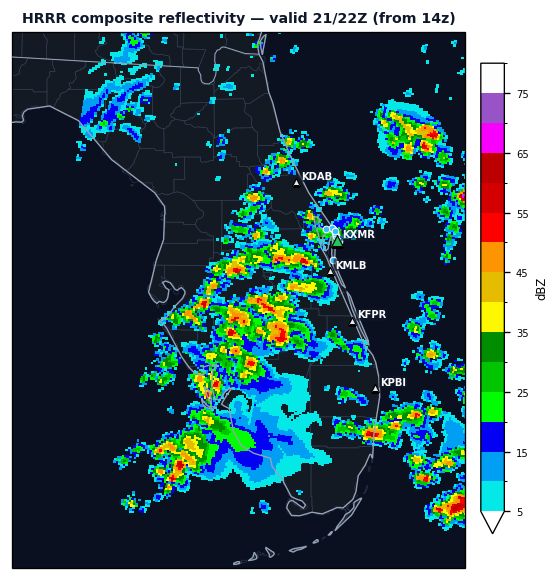 HRRR composite reflectivity — valid 21/22Z (from 14z)
KDAB
KXMR
KMLB
KFPR
KPBI
75
65
55
45
35
25
15
5
dBZ